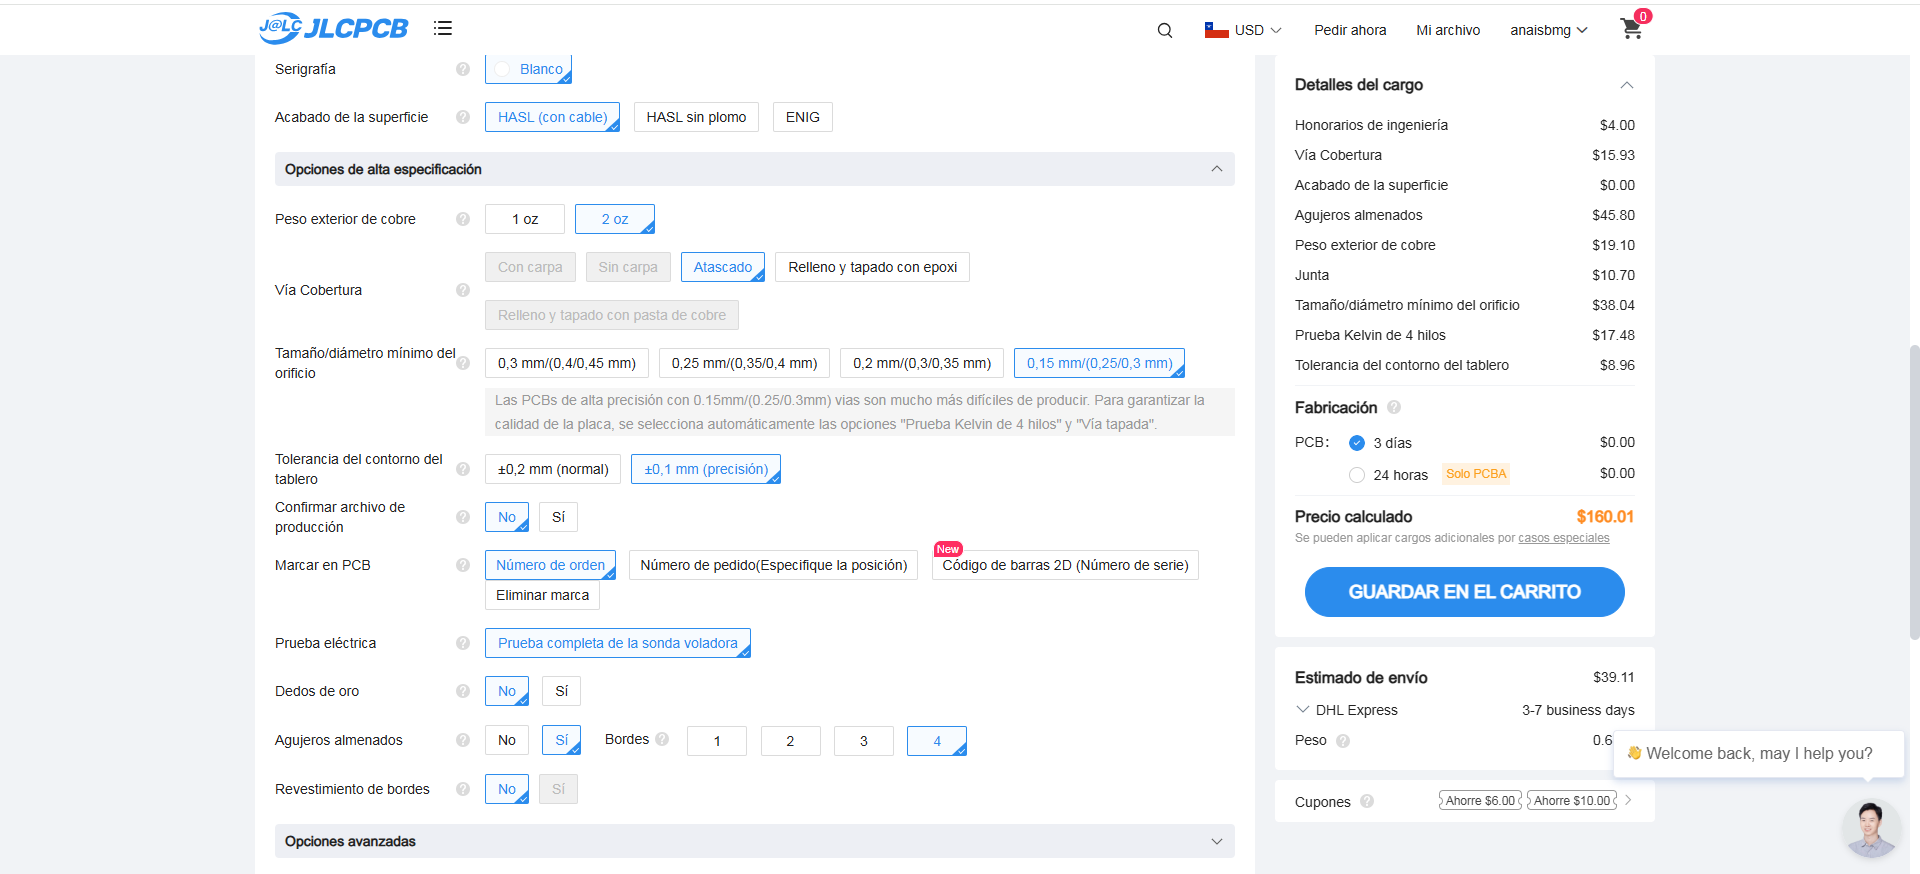 J@LC JLCPCB
USD
Pedir ahora
Mi archivo
anaisbmg
0
Serigrafía
Blanco
Acabado de la superficie
HASL (con cable)
HASL sin plomo
ENIG
Opciones de alta especificación
Peso exterior de cobre
1 oz
2 oz
Vía Cobertura
Con carpa
Sin carpa
Atascado
Relleno y tapado con epoxi
Relleno y tapado con pasta de cobre
Tamaño/diámetro mínimo del
orificio
0,3 mm/(0,4/0,45 mm)
0,25 mm/(0,35/0,4 mm)
0,2 mm/(0,3/0,35 mm)
0,15 mm/(0,25/0,3 mm)
Las PCBs de alta precisión con 0.15mm/(0.25/0.3mm) vias son mucho más difíciles de producir. Para garantizar la
calidad de la placa, se selecciona automáticamente las opciones "Prueba Kelvin de 4 hilos" y "Vía tapada".
Tolerancia del contorno del
tablero
±0,2 mm (normal)
±0,1 mm (precisión)
Confirmar archivo de
producción
No
Sí
Marcar en PCB
Número de orden
Número de pedido(Especifique la posición)
New
Código de barras 2D (Número de serie)
Eliminar marca
Prueba eléctrica
Prueba completa de la sonda voladora
Dedos de oro
No
Sí
Agujeros almenados
No
Sí
Bordes
1
2
3
4
Revestimiento de bordes
No
Sí
Opciones avanzadas
Detalles del cargo
Honorarios de ingeniería $4.00
Vía Cobertura $15.93
Acabado de la superficie $0.00
Agujeros almenados $45.80
Peso exterior de cobre $19.10
Junta $10.70
Tamaño/diámetro mínimo del orificio $38.04
Prueba Kelvin de 4 hilos $17.48
Tolerancia del contorno del tablero $8.96
Fabricación
PCB: 3 días $0.00
24 horas Solo PCBA $0.00
Precio calculado $160.01
Se pueden aplicar cargos adicionales por casos especiales
GUARDAR EN EL CARRITO
Estimado de envío $39.11
DHL Express 3-7 business days
Peso 0.6
👋 Welcome back, may I help you?
Cupones
Ahorre $6.00
Ahorre $10.00